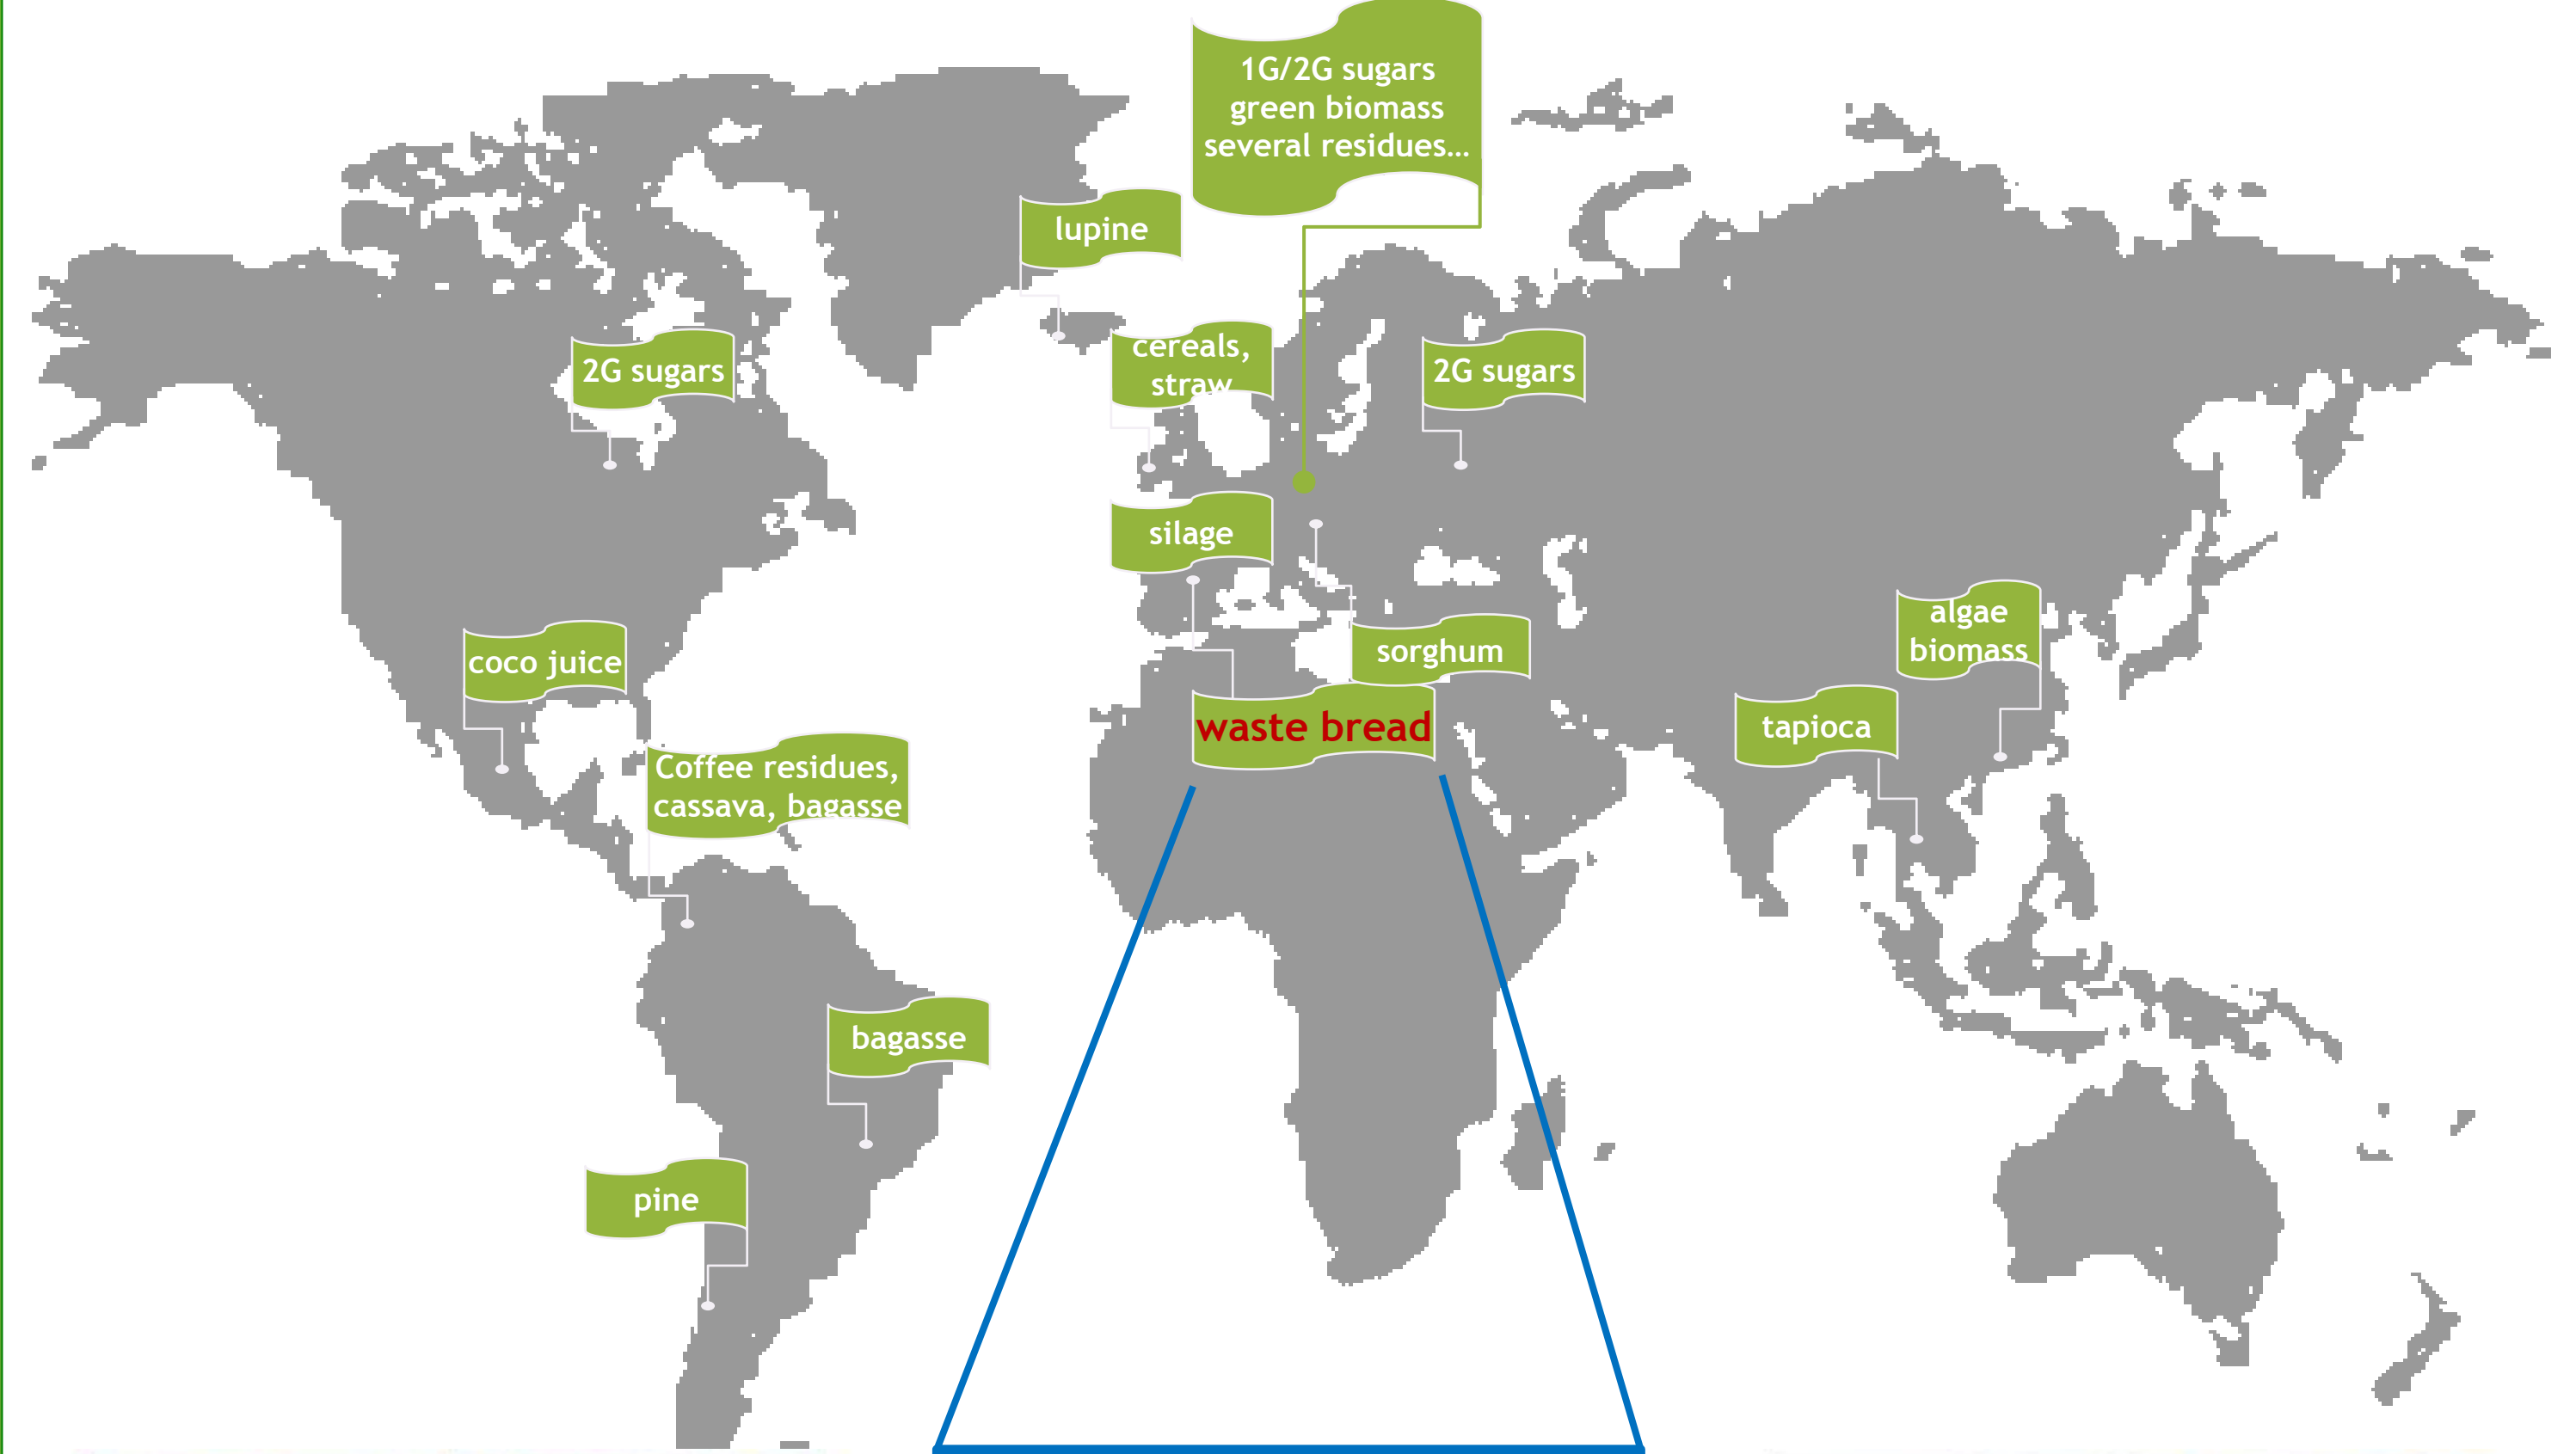 1G/2G sugars
green biomass
several residues…
lupine
cereals,
straw
2G sugars
2G sugars
silage
coco juice
sorghum
algae
biomass
waste bread
tapioca
Coffee residues,
cassava, bagasse
bagasse
pine